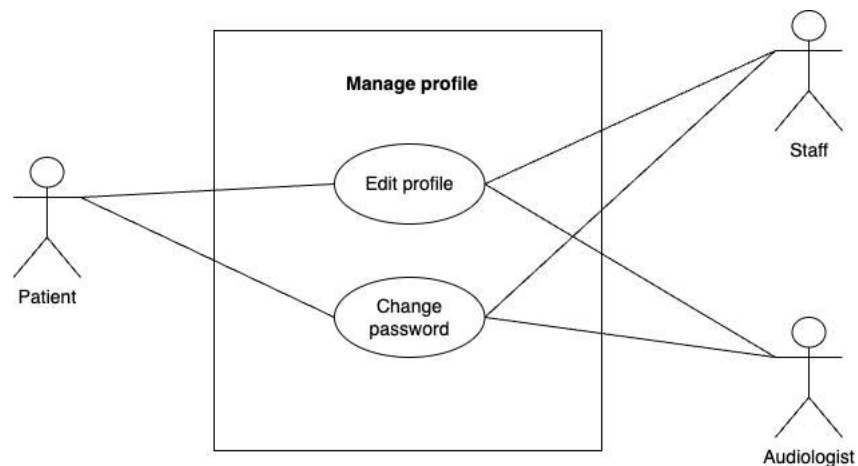 Manage profile
Staff
Edit profile
Patient
Change
password
Audiologist